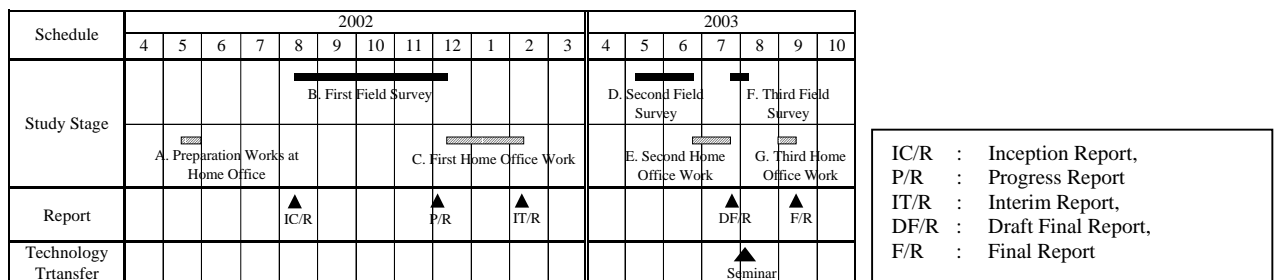 Schedule 2002 2003
4 5 6 7 8 9 10 11 12 1 2 3 4 5 6 7 8 9 10
Study Stage
B. First Field Survey
D. Second Field
Survey
F. Third Field
Survey
A. Preparation Works at
Home Office
C. First Home Office Work
E. Second Home
Office Work
G. Third Home
Office Work
Report
IC/R P/R IT/R DF/R F/R
Technology
Trtansfer
Seminar
IC/R : Inception Report,
P/R : Progress Report
IT/R : Interim Report,
DF/R : Draft Final Report,
F/R : Final Report